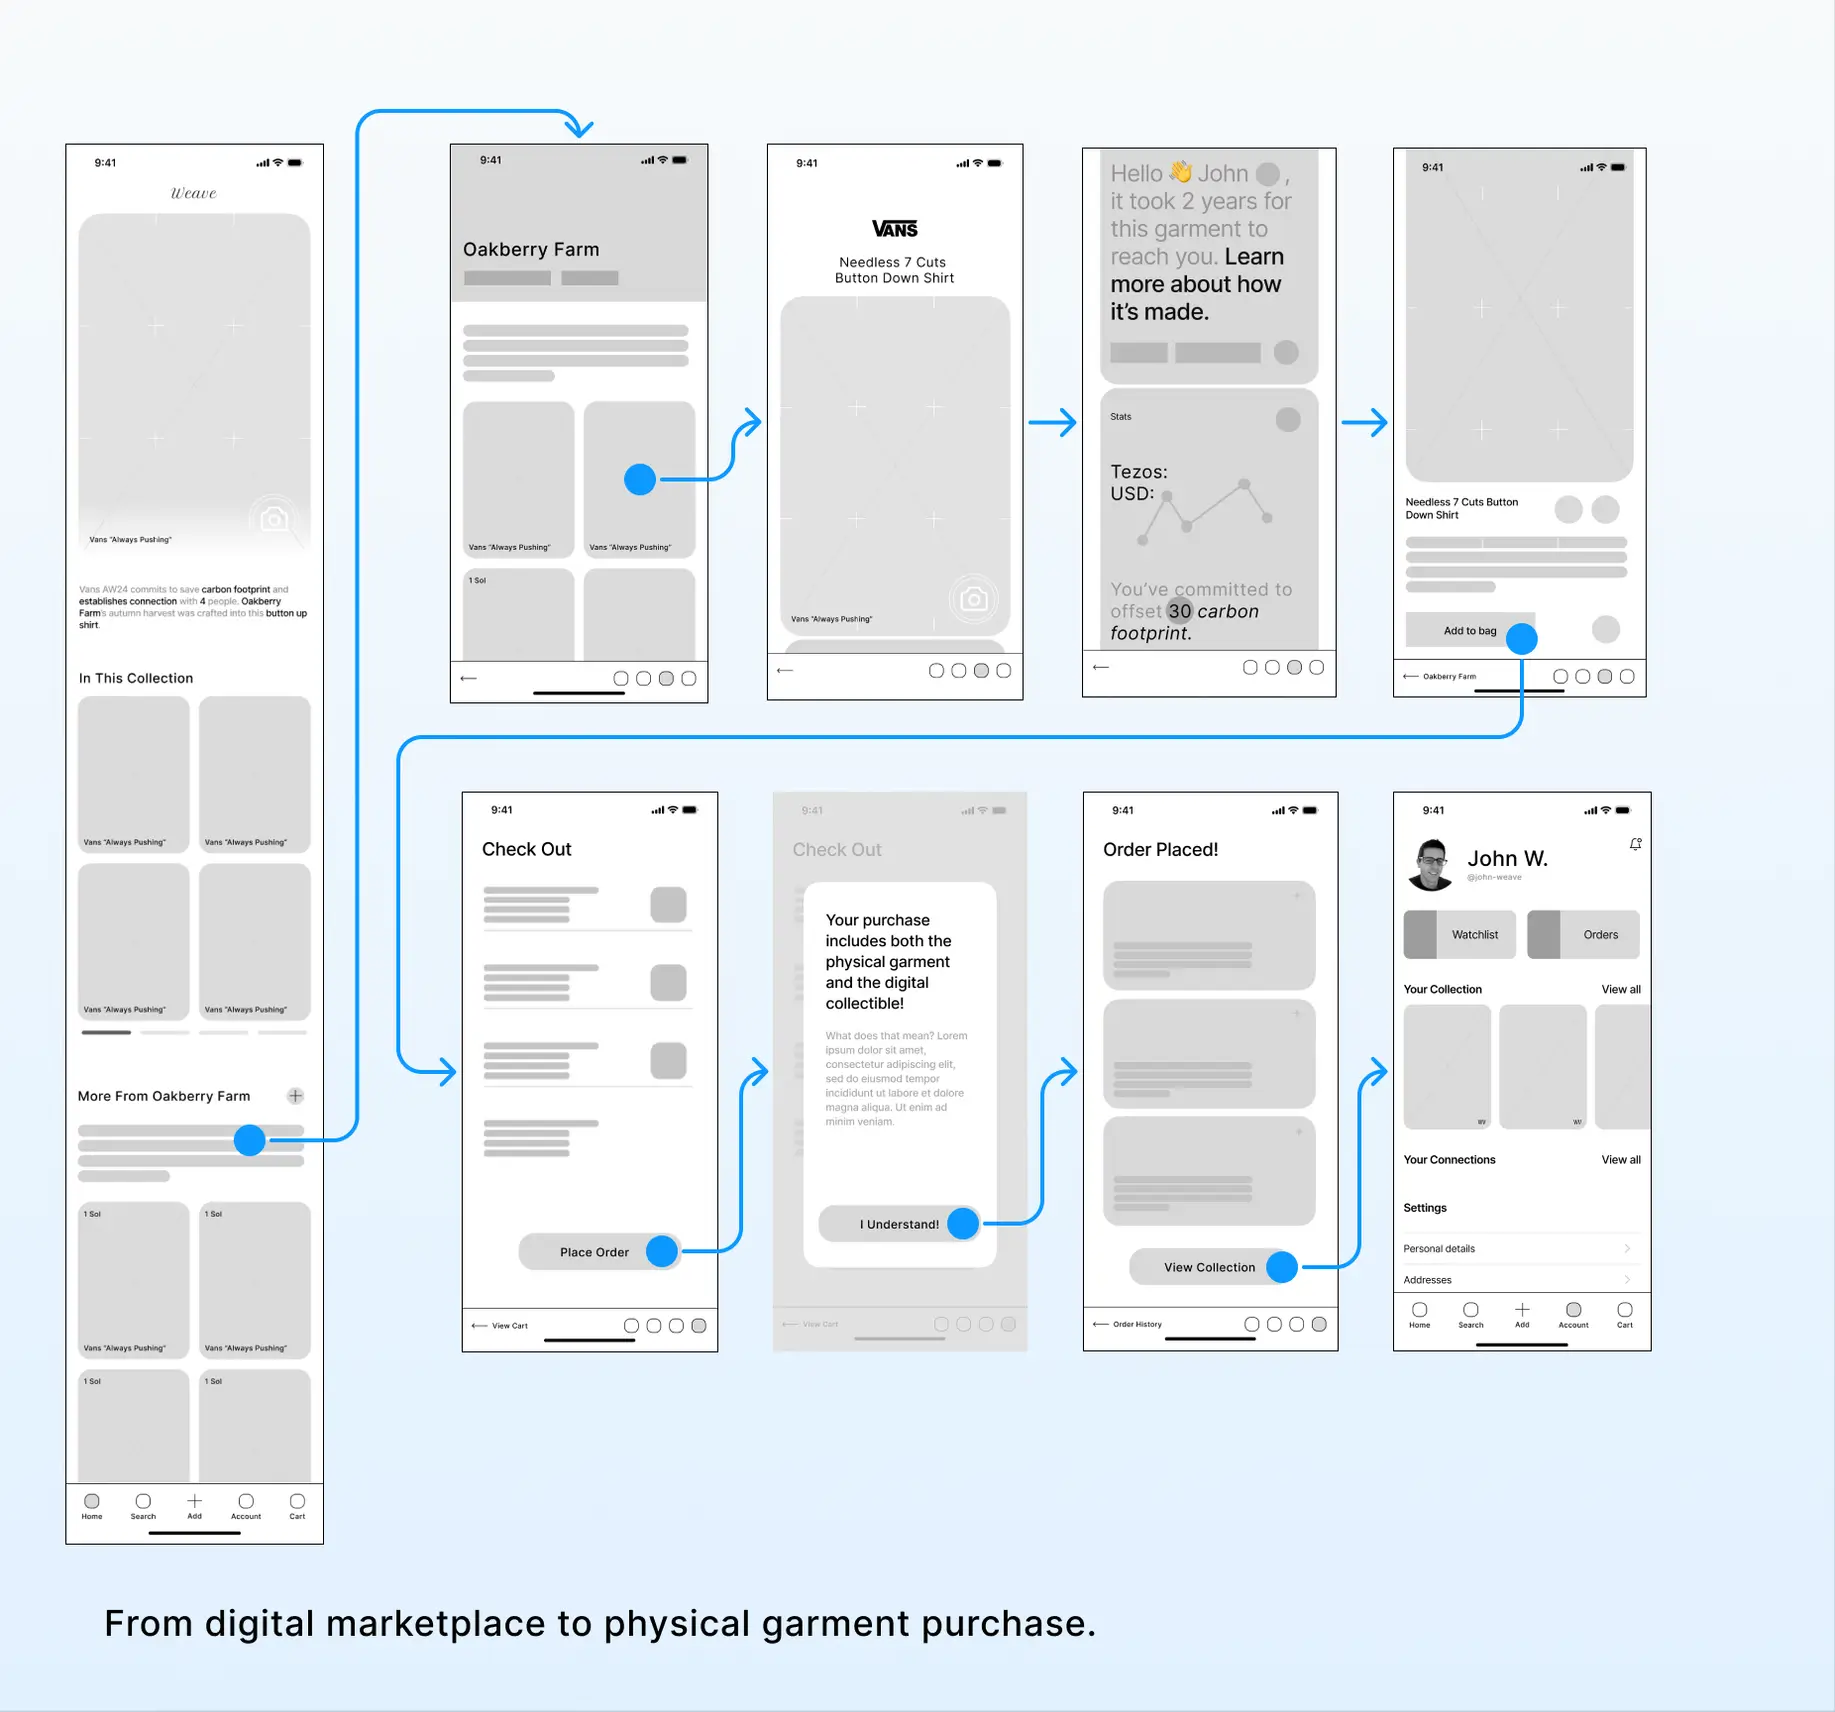 9:41
Weave
Vans "Always Pushing"
Vans AW24 commits to save carbon footprint and
establishes connection with 4 people. Oakberry
Farm's autumn harvest was crafted into this button up
shirt.
In This Collection
Vans "Always Pushing"
Vans "Always Pushing"
Vans "Always Pushing"
Vans "Always Pushing"
More From Oakberry Farm
1 Sol
1 Sol
Vans "Always Pushing"
Vans "Always Pushing"
1 Sol
1 Sol
Home
Search
Add
Account
Cart
9:41
Oakberry Farm
Vans "Always Pushing"
Vans "Always Pushing"
1 Sol
9:41
VANS
Needless 7 Cuts
Button Down Shirt
Vans "Always Pushing"
Hello 👋 John ,
it took 2 years for
this garment to
reach you. Learn
more about how
it's made.
Stats
Tezos:
USD:
You've committed to
offset 30 carbon
footprint.
9:41
Needless 7 Cuts Button
Down Shirt
Add to bag
Oakberry Farm
9:41
Check Out
Place Order
View Cart
9:41
Check Out
Your purchase
includes both the
physical garment
and the digital
collectible!
What does that mean? Lorem
ipsum dolor sit amet,
consectetur adipiscing elit,
sed do eiusmod tempor
incididunt ut labore et dolore
magna aliqua. Ut enim ad
minim veniam.
I Understand!
View Cart
9:41
Order Placed!
View Collection
Order History
9:41
John W.
@john-weave
Watchlist
Orders
Your Collection
View all
WV
WV
Your Connections
View all
Settings
Personal details
Addresses
Home
Search
Add
Account
Cart
From digital marketplace to physical garment purchase.